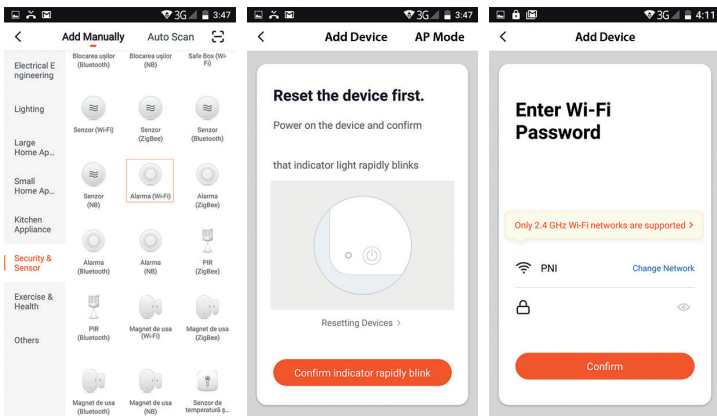 3G 3:47
Add Manually Auto Scan
Electrical E
ngineering
Lighting
Large
Home Ap...
Small
Home Ap...
Kitchen
Appliance
Security &
Sensor
Exercise &
Health
Others
Blocarea ușilor
(Bluetooth)
Blocarea ușilor
(NB)
Safe Box (Wi-
Fi)
Senzor (Wi-Fi)
Senzor
(ZigBee)
Senzor
(Bluetooth)
Senzor
(NB)
Alarma (Wi-Fi)
Alarma
(ZigBee)
Alarma
(Bluetooth)
Alarma
(NB)
PIR
(ZigBee)
PIR
(Bluetooth)
Magnet de usa
(Wi-Fi)
Magnet de usa
(ZigBee)
Magnet de usa
(Bluetooth)
Magnet de usa
(NB)
Senzor de
temperatură ș...
3G 3:47
Add Device AP Mode
Reset the device first.
Power on the device and confirm
that indicator light rapidly blinks
Resetting Devices >
Confirm indicator rapidly blink
3G 4:11
Add Device
Enter Wi-Fi
Password
Only 2.4 GHz Wi-Fi networks are supported >
PNI Change Network
Confirm